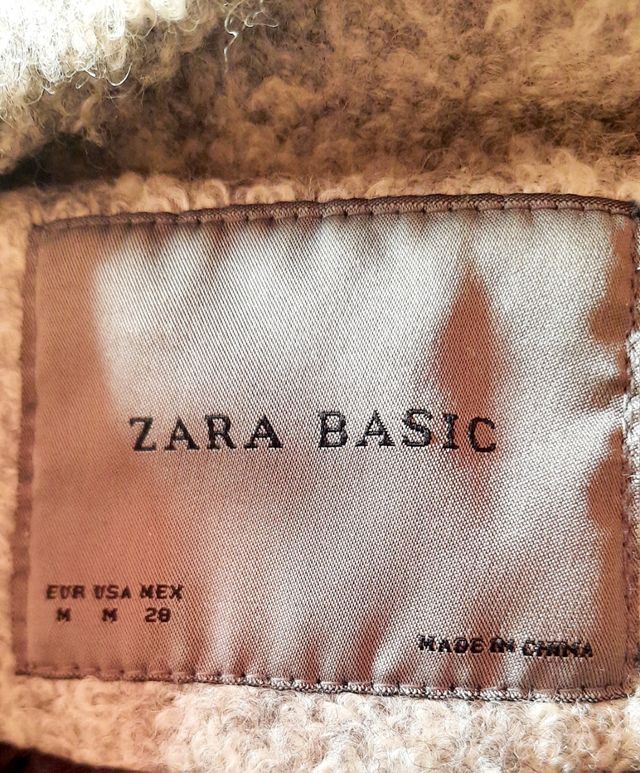 ZARA BASIC
EUR USA MEX
M M 28
MADE IN CHINA